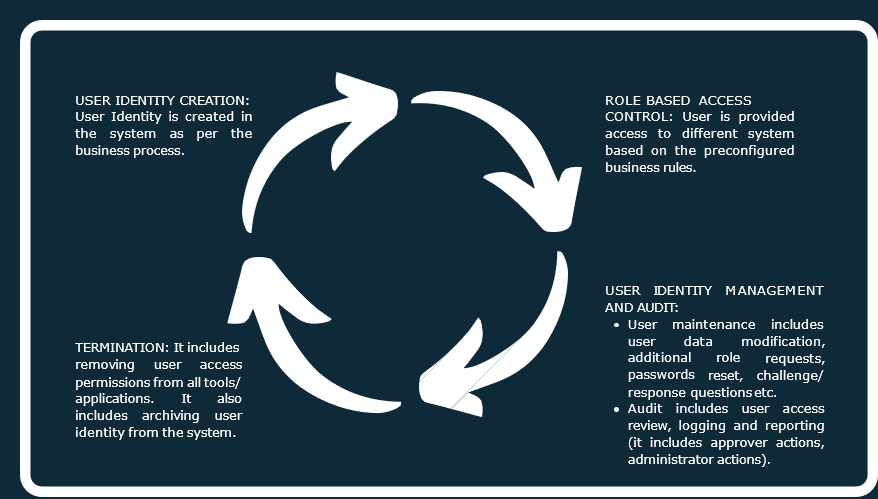 USER IDENTITY CREATION:
User Identity is created in
the system as per the
business process.
ROLE BASED ACCESS
CONTROL: User is provided
access to different system
based on the preconfigured
business rules.
USER IDENTITY MANAGEMENT
AND AUDIT:
• User maintenance includes
user data modification,
additional role requests,
passwords reset, challenge/
response questions etc.
• Audit includes user access
review, logging and reporting
(it includes approver actions,
administrator actions).
TERMINATION: It includes
removing user access
permissions from all tools/
applications. It also
includes archiving user
identity from the system.